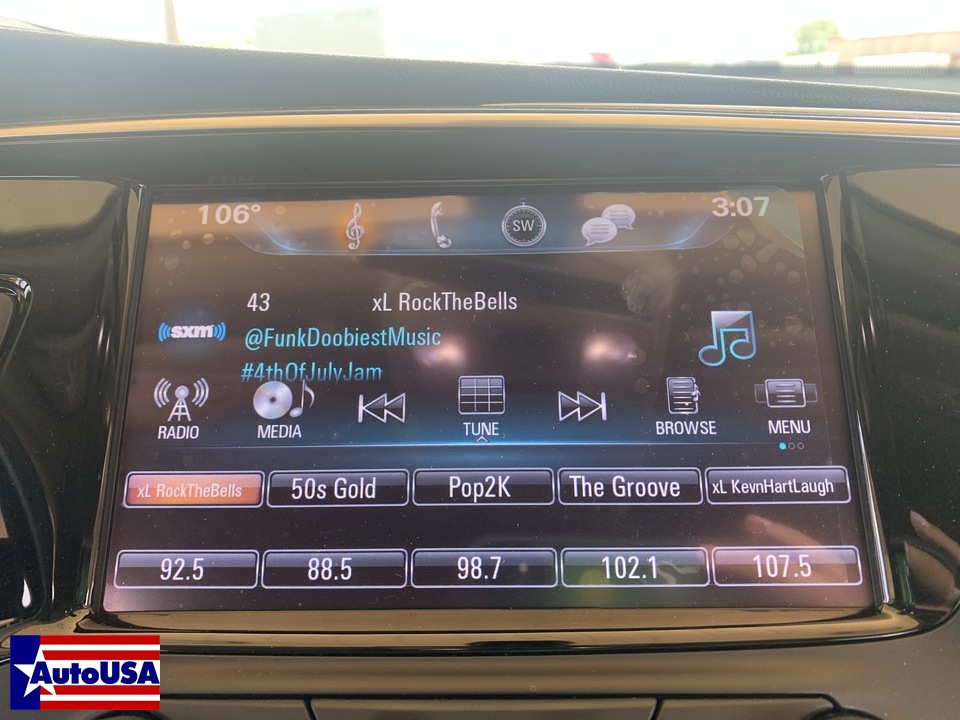 106° SW 3:07
43 xL RockTheBells
sxm
@FunkDoobiestMusic
#4thOfJulyJam
RADIO MEDIA TUNE BROWSE MENU
xL RockTheBells 50s Gold Pop2K The Groove xL KevnHartLaugh
92.5 88.5 98.7 102.1 107.5
AutoUSA